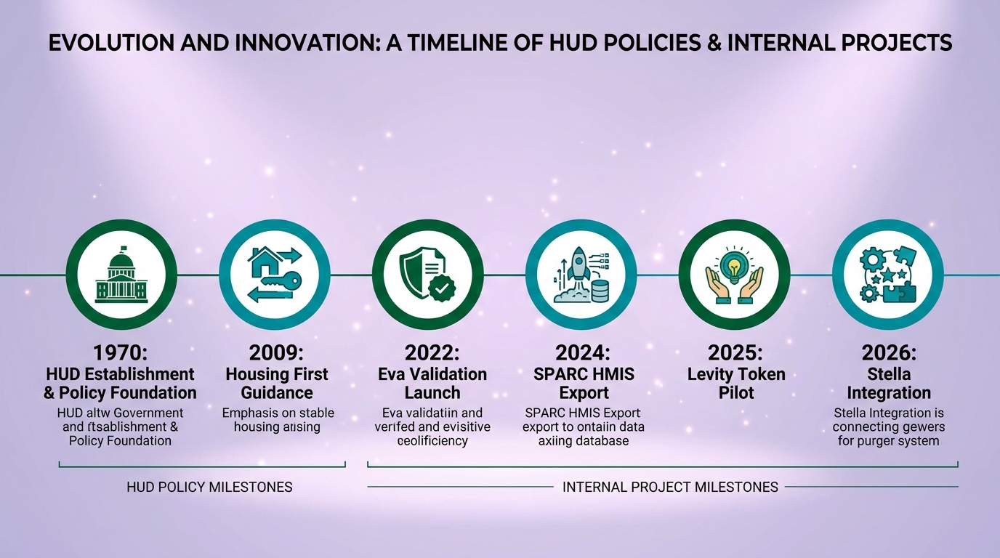 EVOLUTION AND INNOVATION: A TIMELINE OF HUD POLICIES & INTERNAL PROJECTS
1970:
HUD Establishment
& Policy Foundation
HUD altw Government
and ftsablishment &
Policy Foundation
2009:
Housing First
Guidance
Emphasis on stable
housing arising
2022:
Eva Validation
Launch
Eva validatiin and
verifed and evisitive
ceolificiency
2024:
SPARC HMIS
Export
SPARC HMIS Export
export to ontaiin data
axiing database
2025:
Levity Token
Pilot
2026:
Stella
Integration
Stella Integration is
connecting gewers
for purger system
HUD POLICY MILESTONES
INTERNAL PROJECT MILESTONES